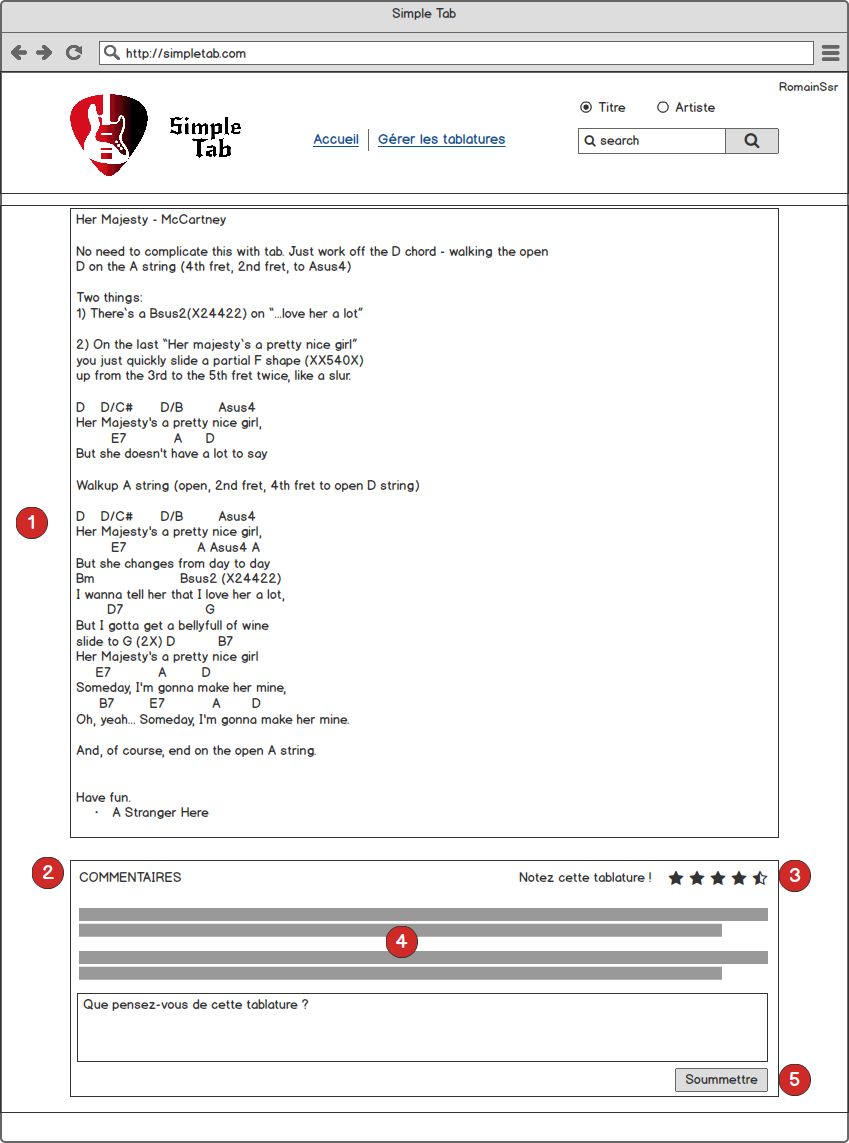 Simple Tab
http://simpletab.com
RomainSsr
Titre Artiste
Simple
Tab
Accueil Gérer les tablatures
search
Her Majesty - McCartney
No need to complicate this with tab. Just work off the D chord - walking the open
D on the A string (4th fret, 2nd fret, to Asus4)
Two things:
1) There`s a Bsus2(X24422) on “...love her a lot”
2) On the last “Her majesty`s a pretty nice girl”
you just quickly slide a partial F shape (XX540X)
up from the 3rd to the 5th fret twice, like a slur.
D D/C# D/B Asus4
Her Majesty's a pretty nice girl,
E7 A D
But she doesn't have a lot to say
Walkup A string (open, 2nd fret, 4th fret to open D string)
1
D D/C# D/B Asus4
Her Majesty's a pretty nice girl,
E7 A Asus4 A
But she changes from day to day
Bm Bsus2 (X24422)
I wanna tell her that I love her a lot,
D7 G
But I gotta get a bellyfull of wine
slide to G (2X) D B7
Her Majesty's a pretty nice girl
E7 A D
Someday, I'm gonna make her mine,
B7 E7 A D
Oh, yeah... Someday, I'm gonna make her mine.
And, of course, end on the open A string.
Have fun.
· A Stranger Here
2
COMMENTAIRES Notez cette tablature !
3
4
Que pensez-vous de cette tablature ?
Soummettre
5